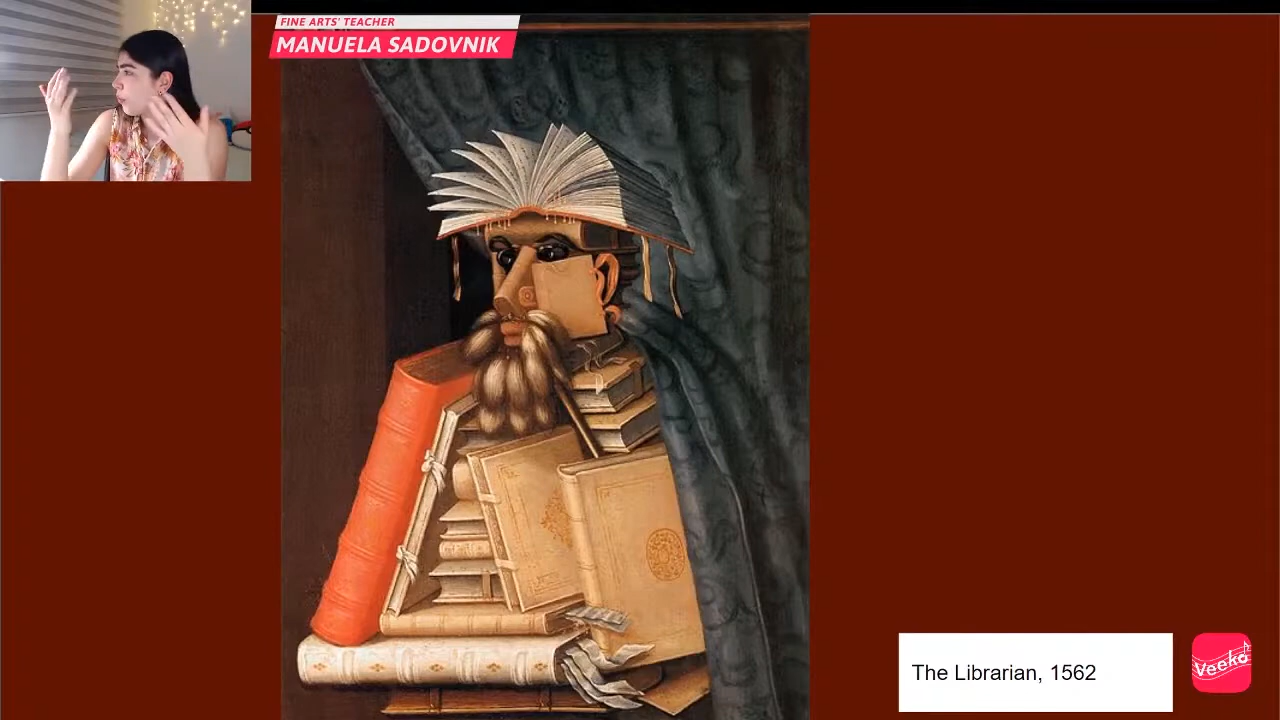 FINE ARTS' TEACHER
MANUELA SADOVNIK
The Librarian, 1562
Veeko